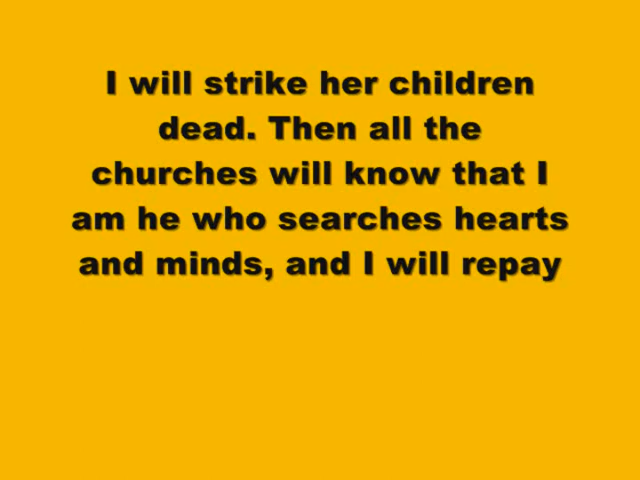 I will strike her children
dead. Then all the
churches will know that I
am he who searches hearts
and minds, and I will repay